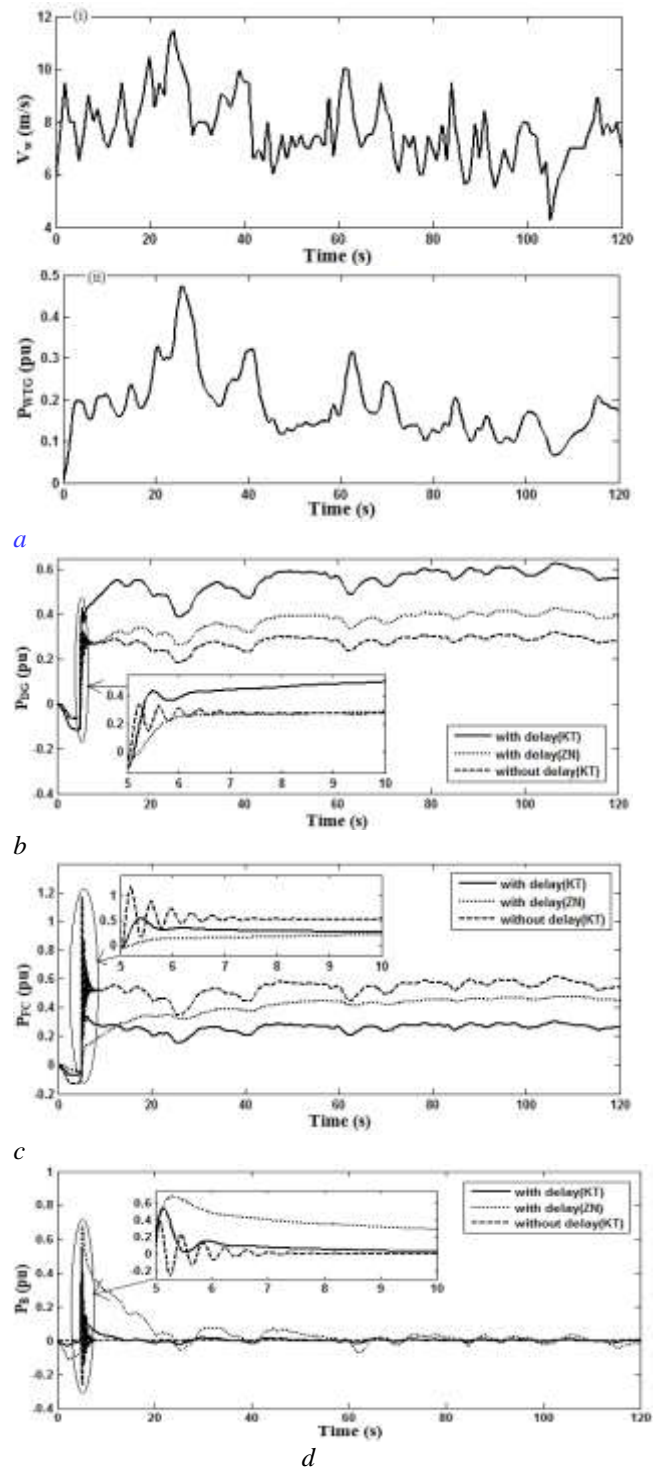 (i)
12
10
8
6
4
V_w (m/s)
0 20 40 60 80 100 120
Time (s)
(ii)
0.5
0.4
0.3
0.2
0.1
0
P_WTG (pu)
0 20 40 60 80 100 120
Time (s)
a
0.6
0.4
0.2
0
-0.2
-0.4
P_DG (pu)
0.4
0.2
0
5 6 7 8 9 10
with delay(KT)
with delay(ZN)
without delay(KT)
0 20 40 60 80 100 120
Time (s)
b
1.2
1
0.8
0.6
0.4
0.2
0
-0.2
P_FC (pu)
1
0.5
0
5 6 7 8 9 10
with delay(KT)
with delay(ZN)
without delay(KT)
0 20 40 60 80 100 120
Time (s)
c
1
0.8
0.6
0.4
0.2
0
-0.2
-0.4
P_B (pu)
0.6
0.4
0.2
0
-0.2
5 6 7 8 9 10
with delay(KT)
with delay(ZN)
without delay(KT)
0 20 40 60 80 100 120
Time (s)
d